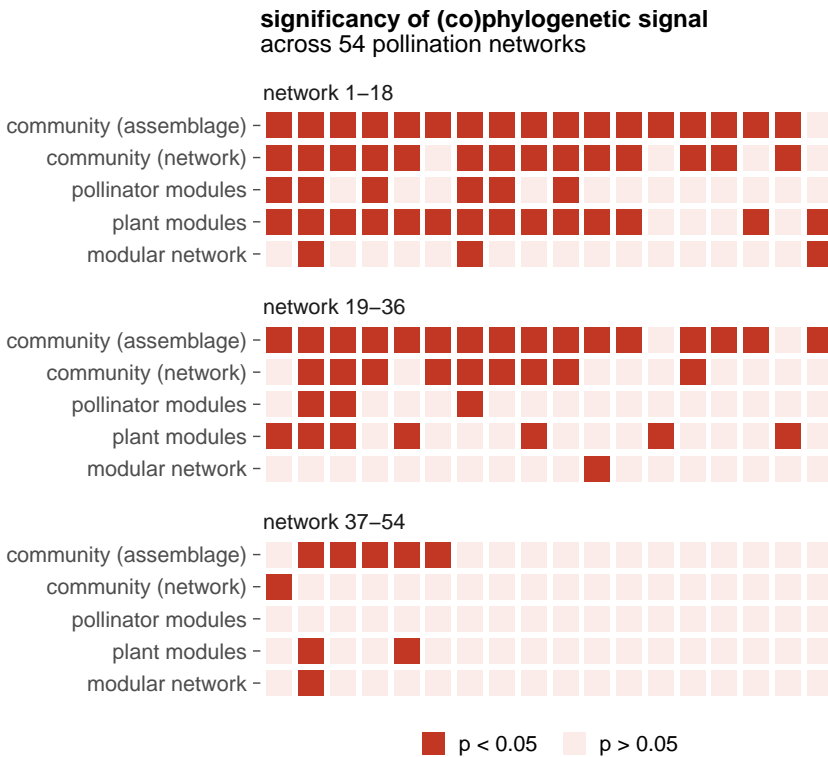 significancy of (co)phylogenetic signal
across 54 pollination networks
network 1−18
community (assemblage)
community (network)
pollinator modules
plant modules
modular network
network 19−36
community (assemblage)
community (network)
pollinator modules
plant modules
modular network
network 37−54
community (assemblage)
community (network)
pollinator modules
plant modules
modular network
p < 0.05 p > 0.05